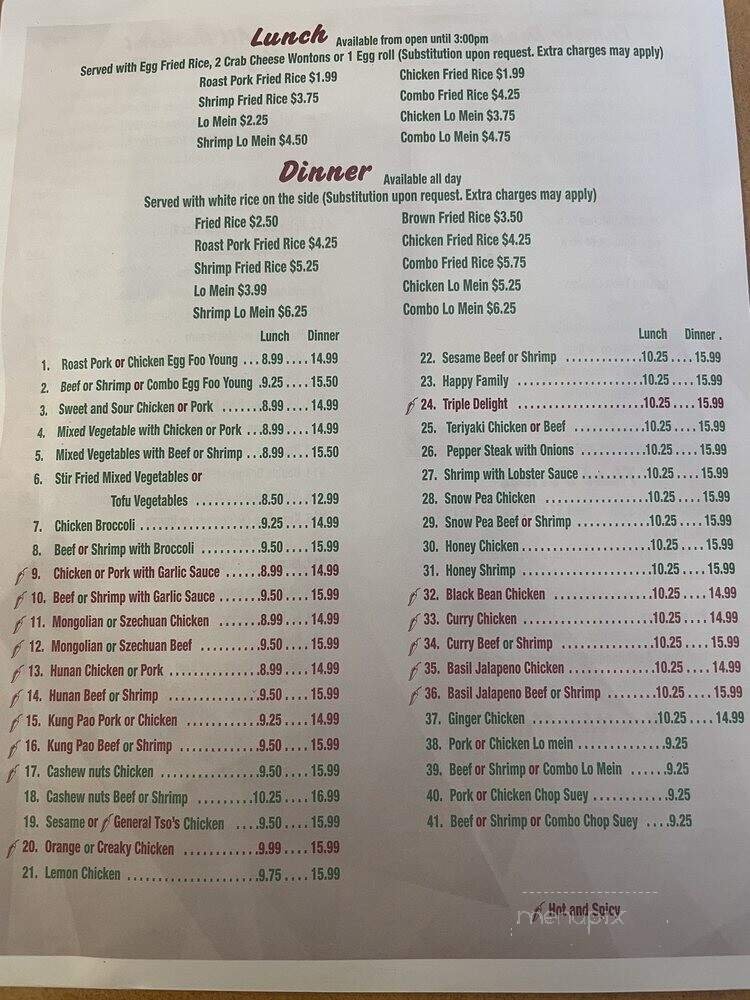 Lunch Available from open until 3:00pm
Served with Egg Fried Rice, 2 Crab Cheese Wontons or 1 Egg roll (Substitution upon request. Extra charges may apply)
Roast Pork Fried Rice $1.99
Shrimp Fried Rice $3.75
Lo Mein $2.25
Shrimp Lo Mein $4.50
Chicken Fried Rice $1.99
Combo Fried Rice $4.25
Chicken Lo Mein $3.75
Combo Lo Mein $4.75
Dinner Available all day
Served with white rice on the side (Substitution upon request. Extra charges may apply)
Fried Rice $2.50
Roast Pork Fried Rice $4.25
Shrimp Fried Rice $5.25
Lo Mein $3.99
Shrimp Lo Mein $6.25
Brown Fried Rice $3.50
Chicken Fried Rice $4.25
Combo Fried Rice $5.75
Chicken Lo Mein $5.25
Combo Lo Mein $6.25
Lunch Dinner
1. Roast Pork or Chicken Egg Foo Young ...8.99....14.99
2. Beef or Shrimp or Combo Egg Foo Young .9.25....15.50
3. Sweet and Sour Chicken or Pork .......8.99....14.99
4. Mixed Vegetable with Chicken or Pork ...8.99....14.99
5. Mixed Vegetables with Beef or Shrimp ...8.99....15.50
6. Stir Fried Mixed Vegetables or
Tofu Vegetables ...........8.50....12.99
7. Chicken Broccoli....................9.25....14.99
8. Beef or Shrimp with Broccoli ..........9.50....15.99
9. Chicken or Pork with Garlic Sauce ......8.99....14.99
10. Beef or Shrimp with Garlic Sauce .......9.50....15.99
11. Mongolian or Szechuan Chicken ........8.99....14.99
12. Mongolian or Szechuan Beef ...........9.50....15.99
13. Hunan Chicken or Pork ................8.99....14.99
14. Hunan Beef or Shrimp ................9.50....15.99
15. Kung Pao Pork or Chicken .............9.25....14.99
16. Kung Pao Beef or Shrimp ..............9.50....15.99
17. Cashew nuts Chicken .................9.50....15.99
18. Cashew nuts Beef or Shrimp .........10.25....16.99
19. Sesame or General Tso's Chicken ....9.50....15.99
20. Orange or Creaky Chicken .............9.99....15.99
21. Lemon Chicken ......................9.75....15.99
Lunch Dinner .
22. Sesame Beef or Shrimp ............10.25....15.99
23. Happy Family .....................10.25....15.99
24. Triple Delight ......................10.25....15.99
25. Teriyaki Chicken or Beef ............10.25....15.99
26. Pepper Steak with Onions ...........10.25....15.99
27. Shrimp with Lobster Sauce ...........10.25....15.99
28. Snow Pea Chicken .................10.25....15.99
29. Snow Pea Beef or Shrimp ............10.25....15.99
30. Honey Chicken.....................10.25....15.99
31. Honey Shrimp .....................10.25....15.99
32. Black Bean Chicken ................10.25....14.99
33. Curry Chicken .....................10.25....14.99
34. Curry Beef or Shrimp ...............10.25....15.99
35. Basil Jalapeno Chicken ..............10.25....14.99
36. Basil Jalapeno Beef or Shrimp ........10.25....15.99
37. Ginger Chicken ....................10.25....14.99
38. Pork or Chicken Lo mein ..............9.25
39. Beef or Shrimp or Combo Lo Mein ......9.25
40. Pork or Chicken Chop Suey............9.25
41. Beef or Shrimp or Combo Chop Suey ....9.25
Hot and Spicy
menupix